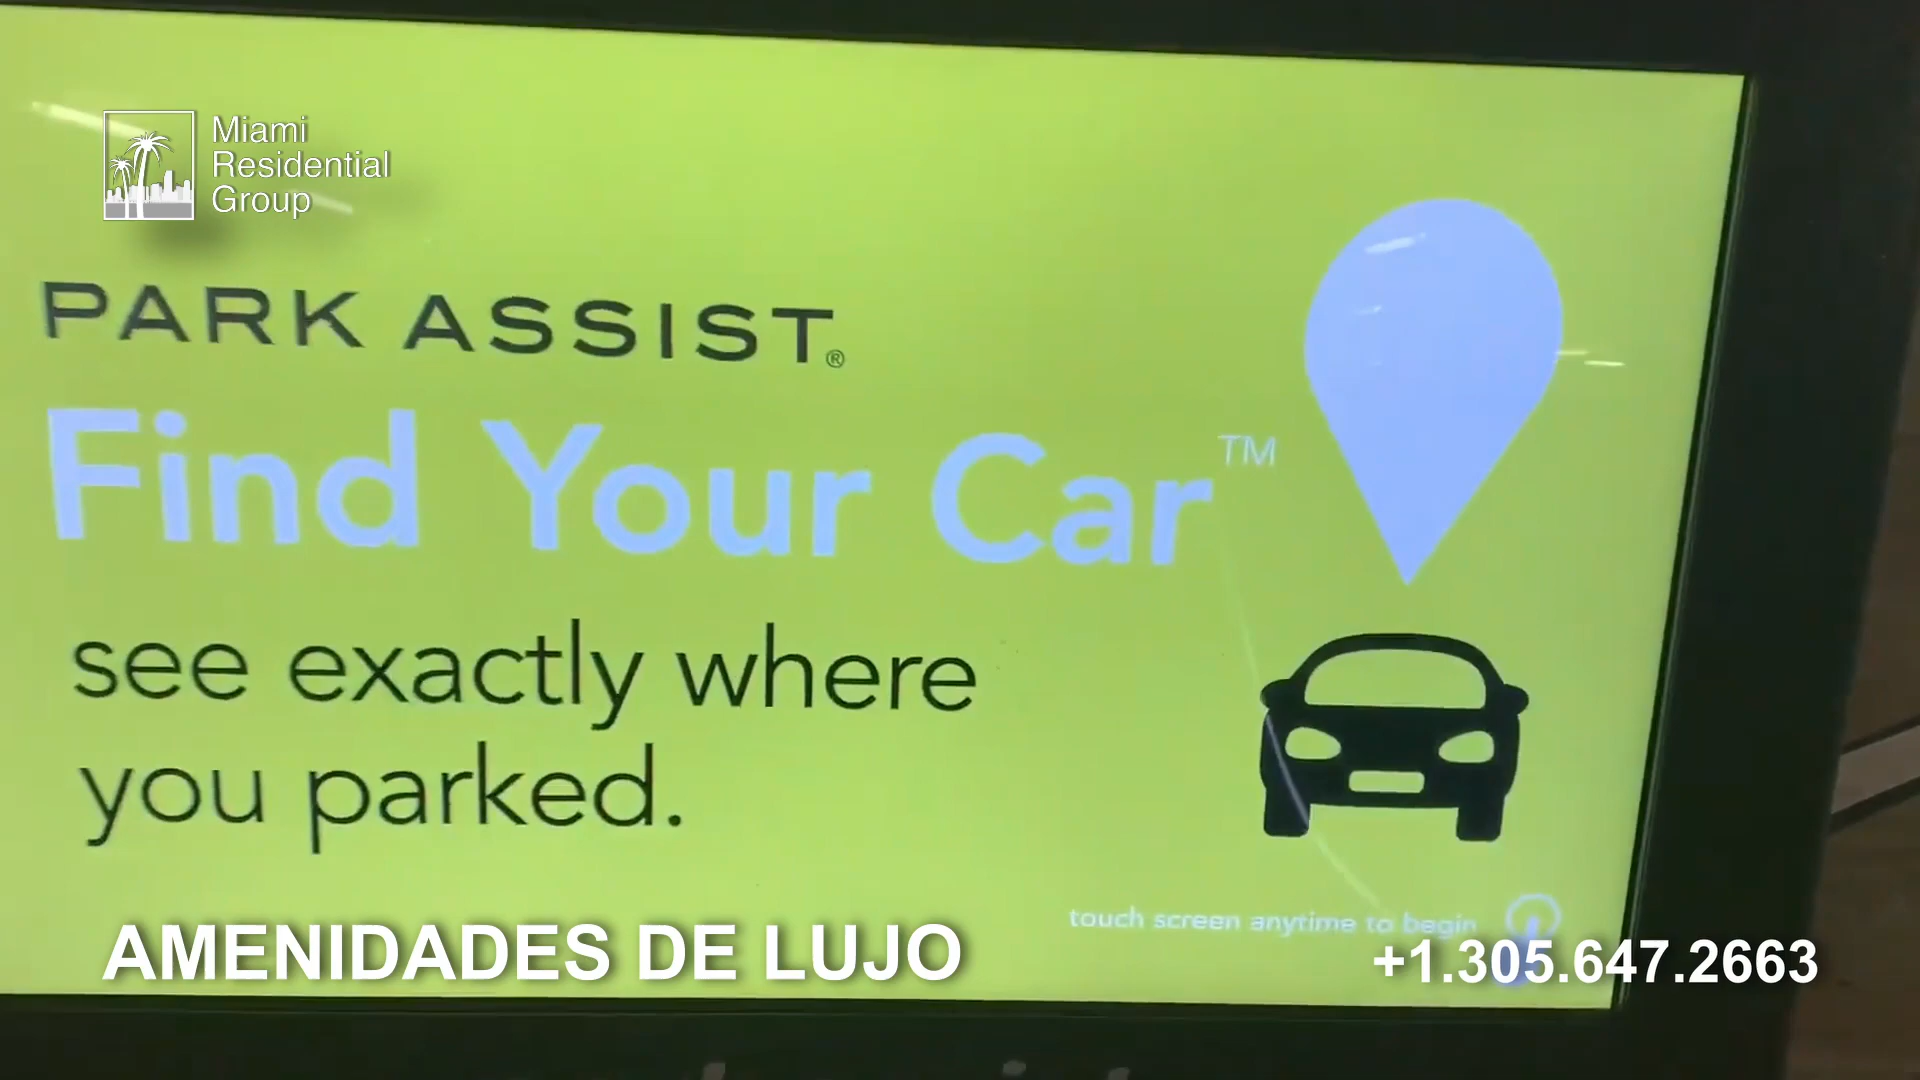 Miami
Residential
Group
PARK ASSIST®
Find Your Car™
see exactly where
you parked.
touch screen anytime to begin
AMENIDADES DE LUJO
+1.305.647.2663